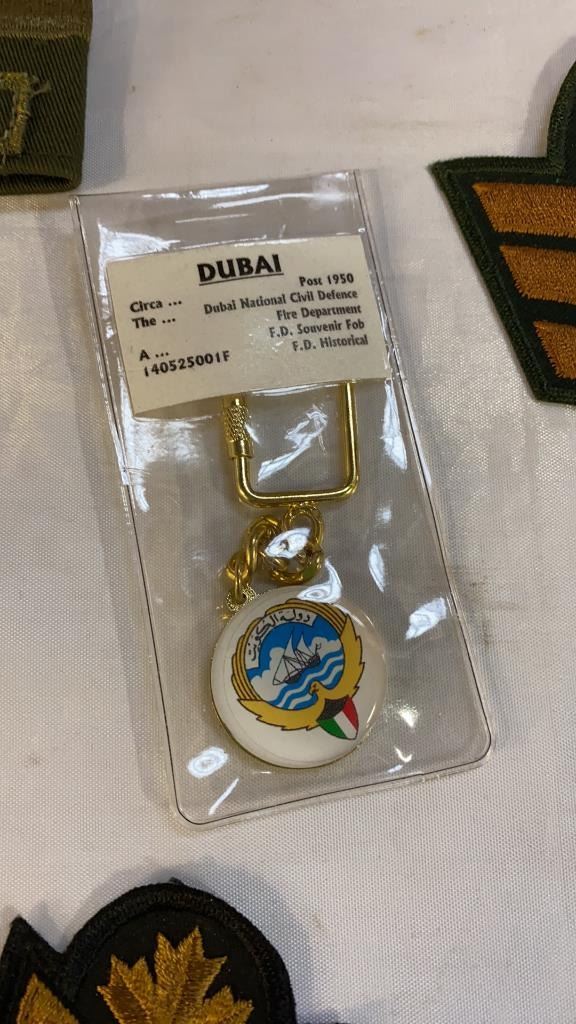 DUBAI
Circa ... Post 1950
The ... Dubai National Civil Defence
Fire Department
F.D. Souvenir Fob
A ... F.D. Historical
140525001F
دولة الكويت